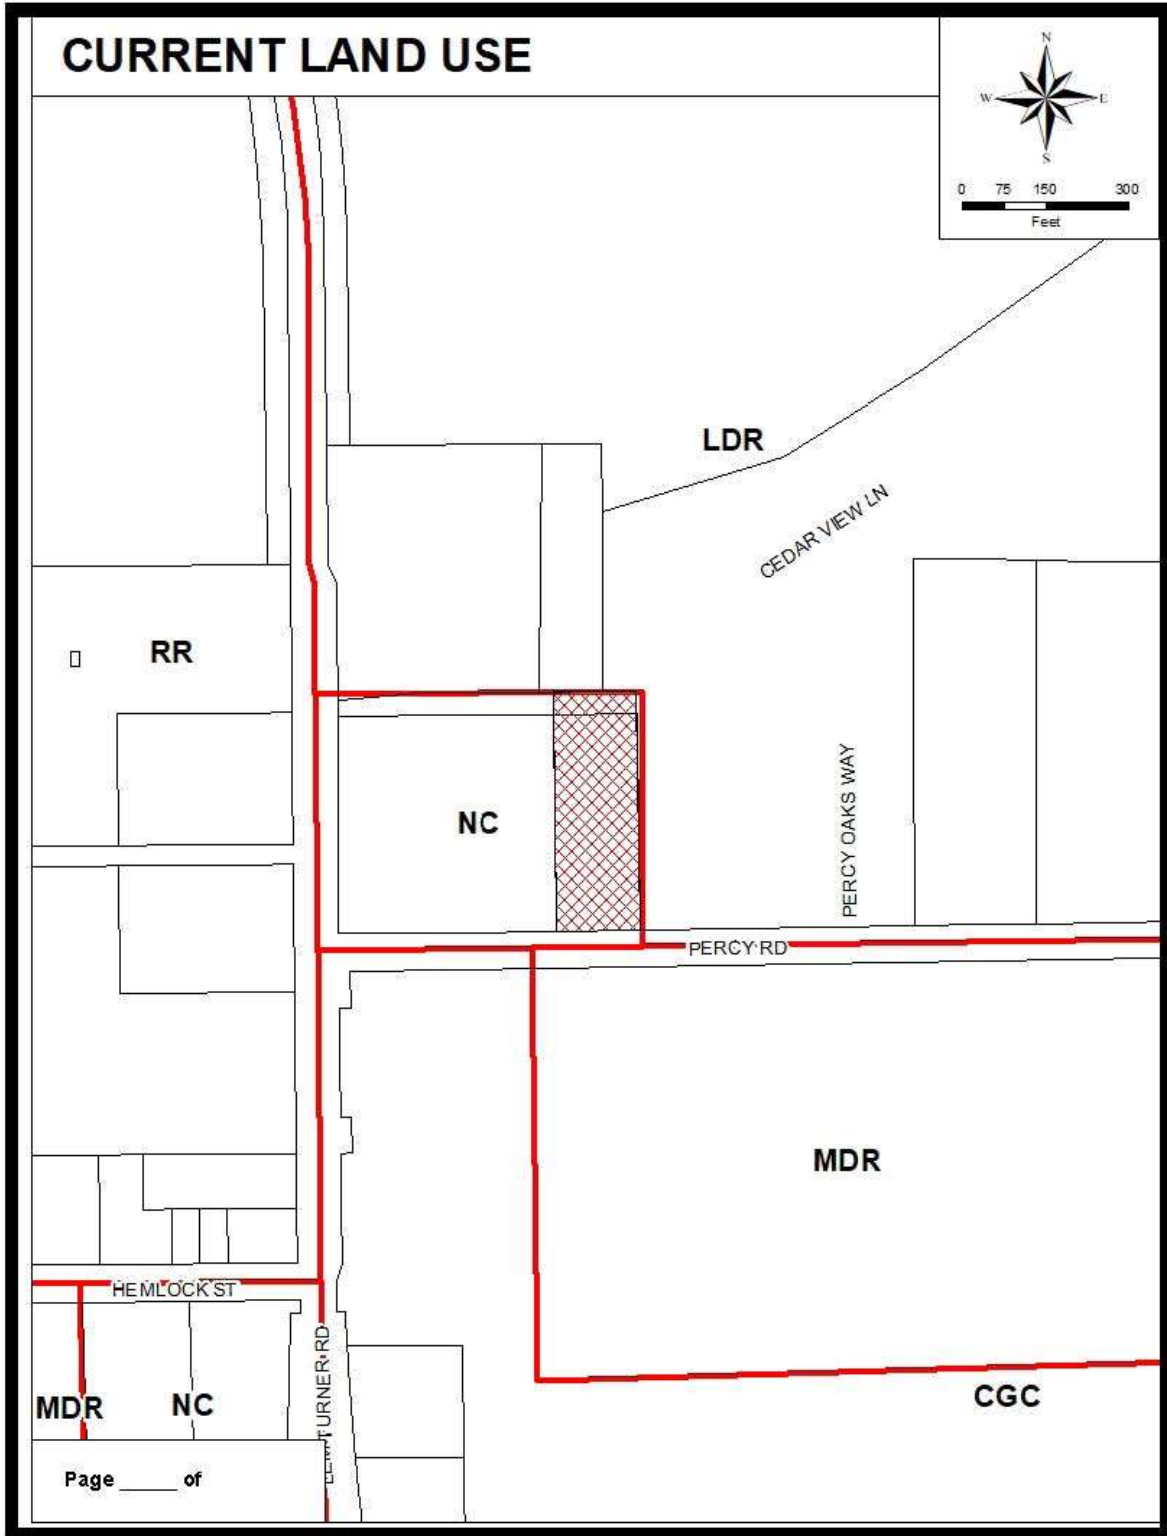 CURRENT LAND USE
N
W E
S
0 75 150 300
Feet
LDR
CEDAR VIEW LN
RR
NC
PERCY OAKS WAY
PERCY RD
MDR
HEMLOCK ST
TURNER RD
MDR NC
CGC
Page _____ of